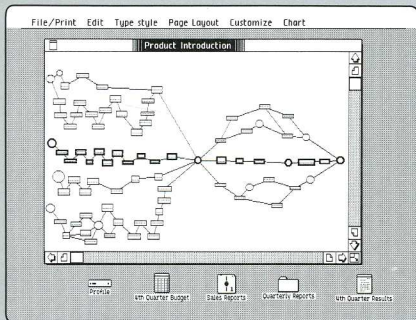 File/Print Edit Type style Page Layout Customize Chart
Product Introduction
Profile
4th Quarter Budget
Sales Reports
Quarterly Reports
4th Quarter Results